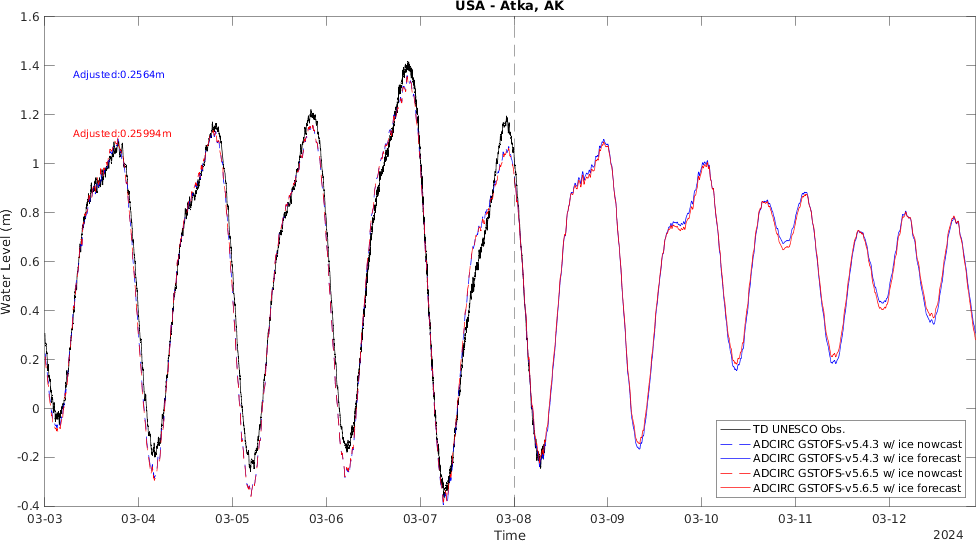 USA - Atka, AK
1.6
1.4
1.2
1
0.8
0.6
0.4
0.2
0
-0.2
-0.4
Water Level (m)
Adjusted:0.2564m
Adjusted:0.25994m
TD UNESCO Obs.
ADCIRC GSTOFS-v5.4.3 w/ ice nowcast
ADCIRC GSTOFS-v5.4.3 w/ ice forecast
ADCIRC GSTOFS-v5.6.5 w/ ice nowcast
ADCIRC GSTOFS-v5.6.5 w/ ice forecast
03-03 03-04 03-05 03-06 03-07 03-08 03-09 03-10 03-11 03-12
Time
2024